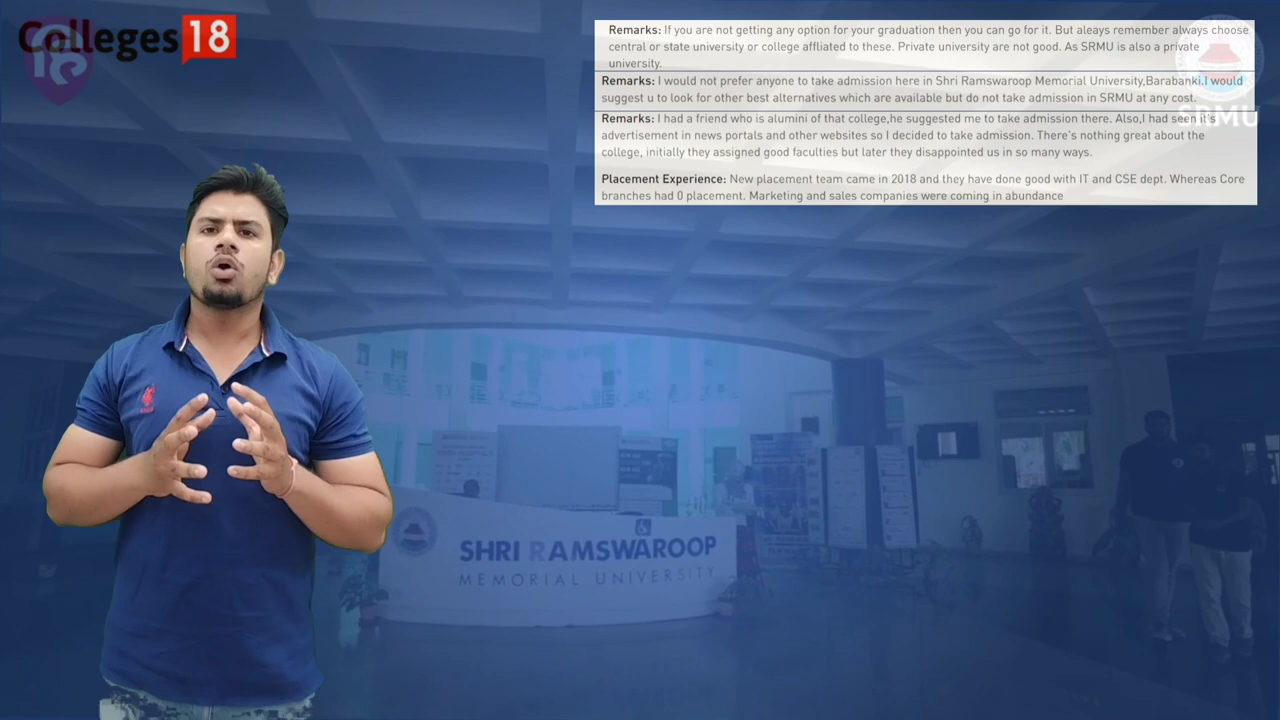 Colleges 18
Remarks: If you are not getting any option for your graduation then you can go for it. But aleays remember always choose
central or state university or college affliated to these. Private university are not good. As SRMU is also a private
university.
Remarks: I would not prefer anyone to take admission here in Shri Ramswaroop Memorial University,Barabanki.I would
suggest u to look for other best alternatives which are available but do not take admission in SRMU at any cost.
Remarks: I had a friend who is alumini of that college,he suggested me to take admission there. Also,I had seen it's
advertisement in news portals and other websites so I decided to take admission. There's nothing great about the
college, initially they assigned good faculties but later they disappointed us in so many ways.
Placement Experience: New placement team came in 2018 and they have done good with IT and CSE dept. Whereas Core
branches had 0 placement. Marketing and sales companies were coming in abundance
SRMU
SHRI RAMSWAROOP
MEMORIAL UNIVERSITY